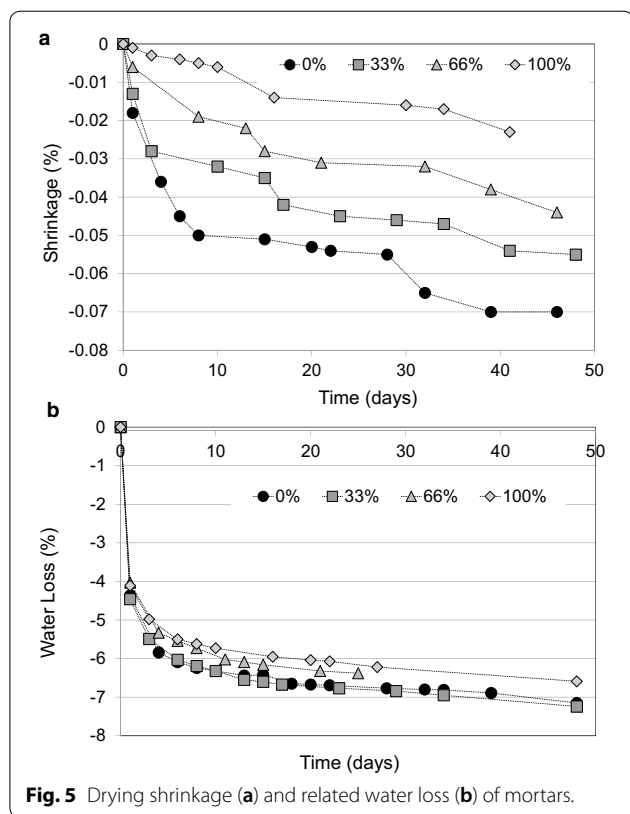 a
0
-0.01
-0.02
-0.03
-0.04
-0.05
-0.06
-0.07
-0.08
0% 33% 66% 100%
Shrinkage (%)
0 10 20 30 40 50
Time (days)
b
0
-1
-2
-3
-4
-5
-6
-7
-8
0 10 20 30 40 50
0% 33% 66% 100%
Water Loss (%)
Time (days)
Fig. 5 Drying shrinkage (a) and related water loss (b) of mortars.